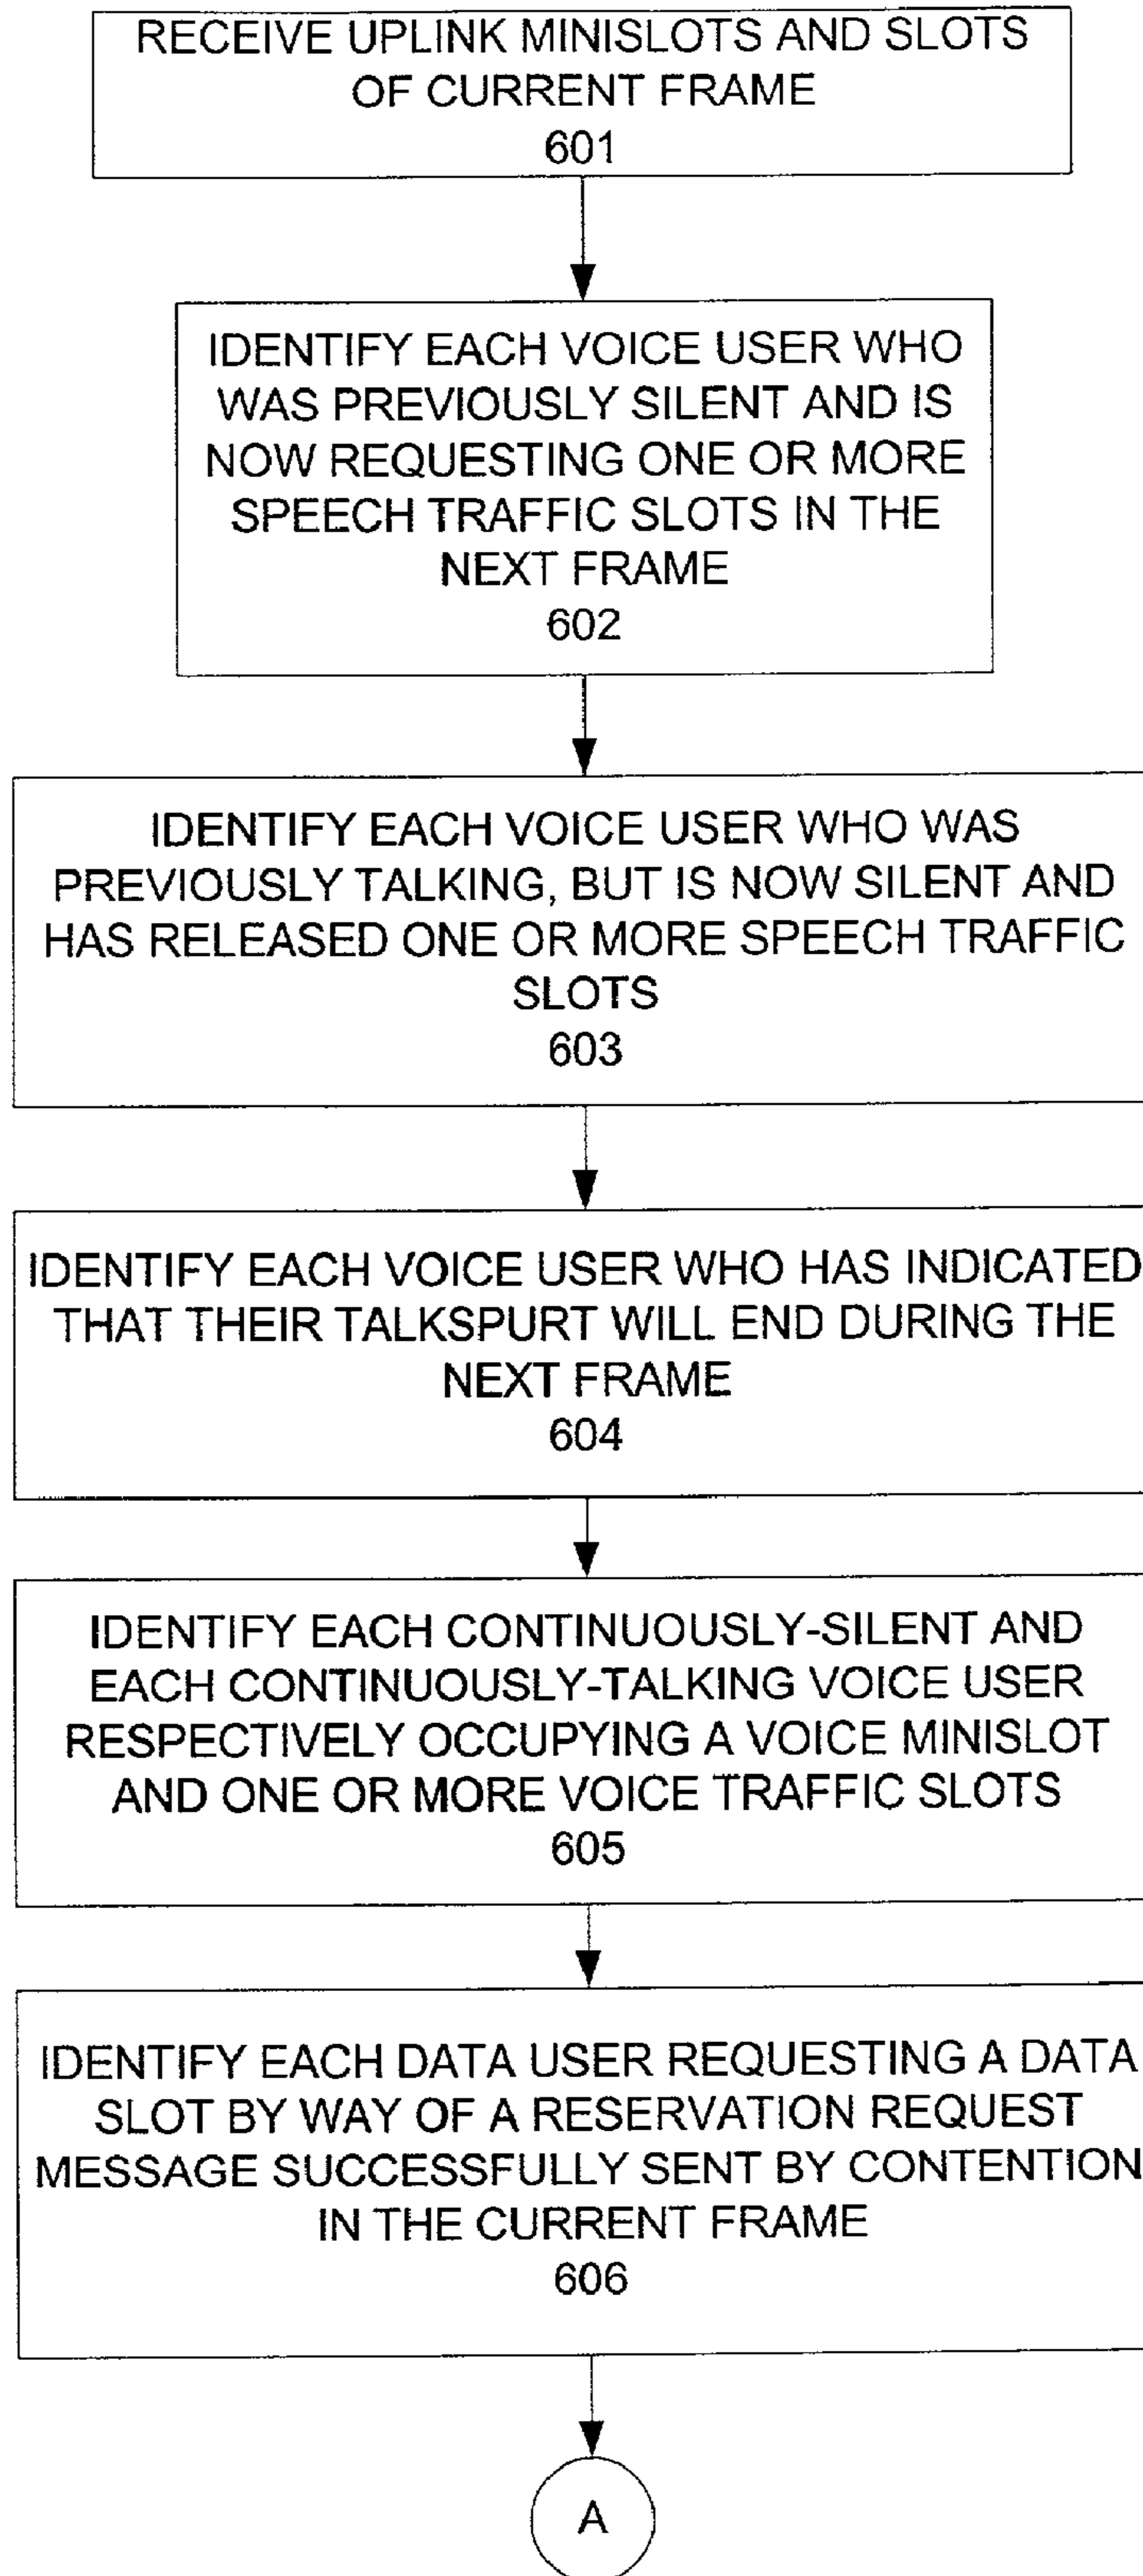 RECEIVE UPLINK MINISLOTS AND SLOTS
OF CURRENT FRAME
601
IDENTIFY EACH VOICE USER WHO
WAS PREVIOUSLY SILENT AND IS
NOW REQUESTING ONE OR MORE
SPEECH TRAFFIC SLOTS IN THE
NEXT FRAME
602
IDENTIFY EACH VOICE USER WHO WAS
PREVIOUSLY TALKING, BUT IS NOW SILENT AND
HAS RELEASED ONE OR MORE SPEECH TRAFFIC
SLOTS
603
IDENTIFY EACH VOICE USER WHO HAS INDICATED
THAT THEIR TALKSPURT WILL END DURING THE
NEXT FRAME
604
IDENTIFY EACH CONTINUOUSLY-SILENT AND
EACH CONTINUOUSLY-TALKING VOICE USER
RESPECTIVELY OCCUPYING A VOICE MINISLOT
AND ONE OR MORE VOICE TRAFFIC SLOTS
605
IDENTIFY EACH DATA USER REQUESTING A DATA
SLOT BY WAY OF A RESERVATION REQUEST
MESSAGE SUCCESSFULLY SENT BY CONTENTION
IN THE CURRENT FRAME
606
A